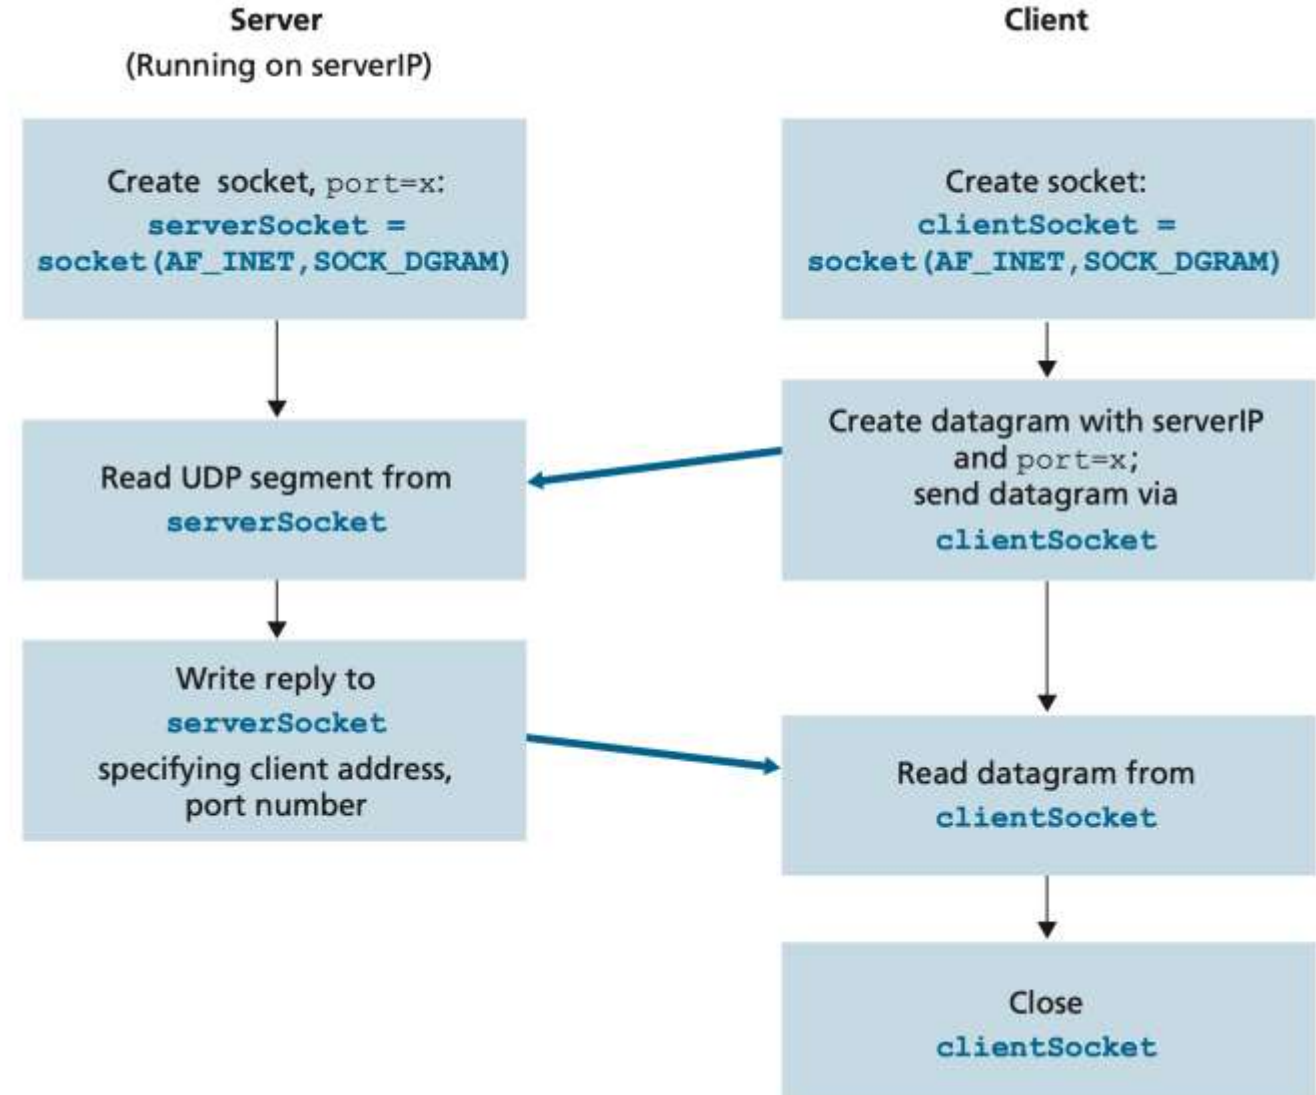 Server
(Running on serverIP)
Create socket, port=x:
serverSocket =
socket(AF_INET,SOCK_DGRAM)
Read UDP segment from
serverSocket
Write reply to
serverSocket
specifying client address,
port number
Client
Create socket:
clientSocket =
socket(AF_INET,SOCK_DGRAM)
Create datagram with serverIP
and port=x;
send datagram via
clientSocket
Read datagram from
clientSocket
Close
clientSocket